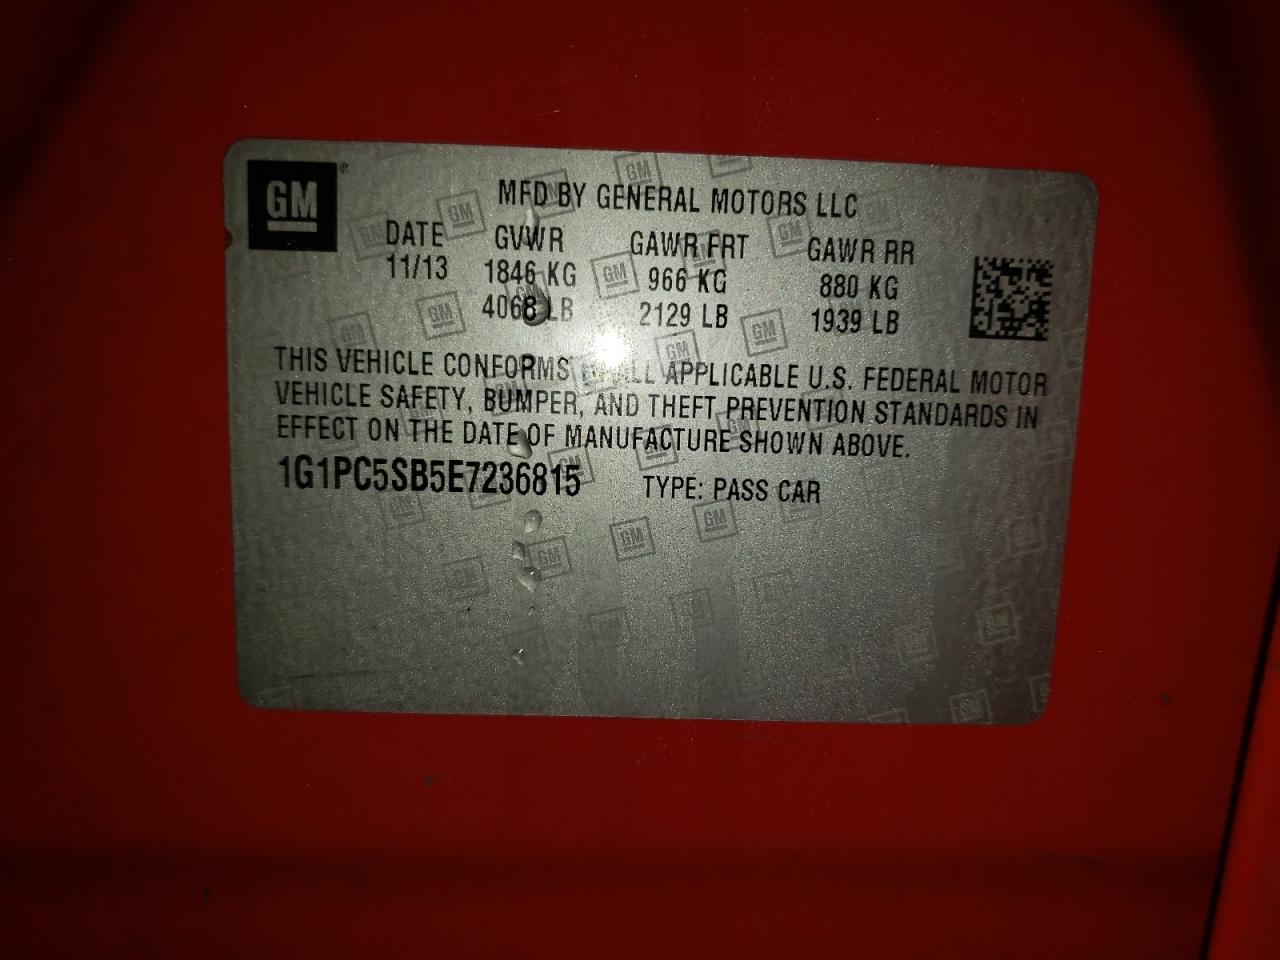 GM
MFD BY GENERAL MOTORS LLC
DATE GVWR GAWR FRT GAWR RR
11/13 1846 KG 966 KG 880 KG
4068 LB 2129 LB 1939 LB
THIS VEHICLE CONFORMS ALL APPLICABLE U.S. FEDERAL MOTOR
VEHICLE SAFETY, BUMPER, AND THEFT PREVENTION STANDARDS IN
EFFECT ON THE DATE OF MANUFACTURE SHOWN ABOVE.
1G1PC5SB5E7236815 TYPE: PASS CAR